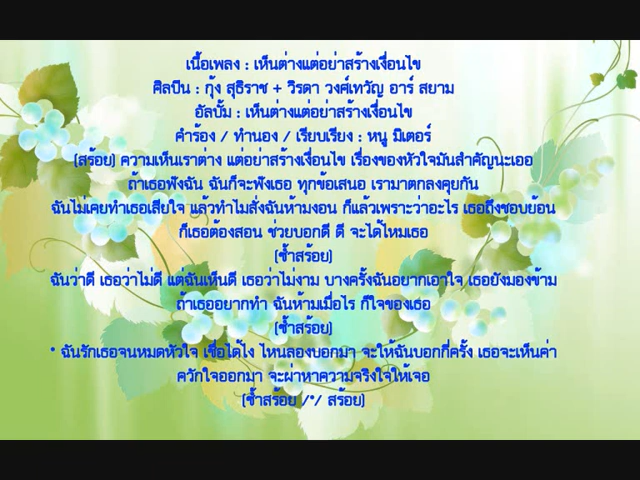 เนื้อเพลง : เห็นต่างแต่อย่าสร้างเงื่อนไข
ศิลปิน : กุ้ง สุธิราช + วิรดา วงศ์เทวัญ อาร์ สยาม
อัลบั้ม : เห็นต่างแต่อย่าสร้างเงื่อนไข
คำร้อง / ทำนอง / เรียบเรียง : หนู มิเตอร์
(สร้อย) ความเห็นเราต่าง แต่อย่าสร้างเงื่อนไข เรื่องของหัวใจมันสำคัญนะเออ
ถ้าเธอฟังฉัน ฉันก็จะฟังเธอ ทุกข้อเสนอ เรามาตกลงคุยกัน
ฉันไม่เคยทำเธอเสียใจ แล้วทำไมสั่งฉันห้ามงอน ก็แล้วเพราะว่าอะไร เธอถึงชอบย้อน
ก็เธอต้องสอน ช่วยบอกดี ดี จะได้ไหมเธอ
(ซ้ำสร้อย)
ฉันว่าดี เธอว่าไม่ดี แต่ฉันเห็นดี เธอว่าไม่งาม บางครั้งฉันอยากเอาใจ เธอยังมองข้าม
ถ้าเธออยากทำ ฉันห้ามเมื่อไร ก็ใจของเธอ
(ซ้ำสร้อย)
* ฉันรักเธอจนหมดหัวใจ เชื่อได้ไง ไหนลองบอกมา จะให้ฉันบอกกี่ครั้ง เธอจะเห็นค่า
ควักใจออกมา จะผ่าหาความจริงใจให้เจอ
(ซ้ำสร้อย /*/ สร้อย)